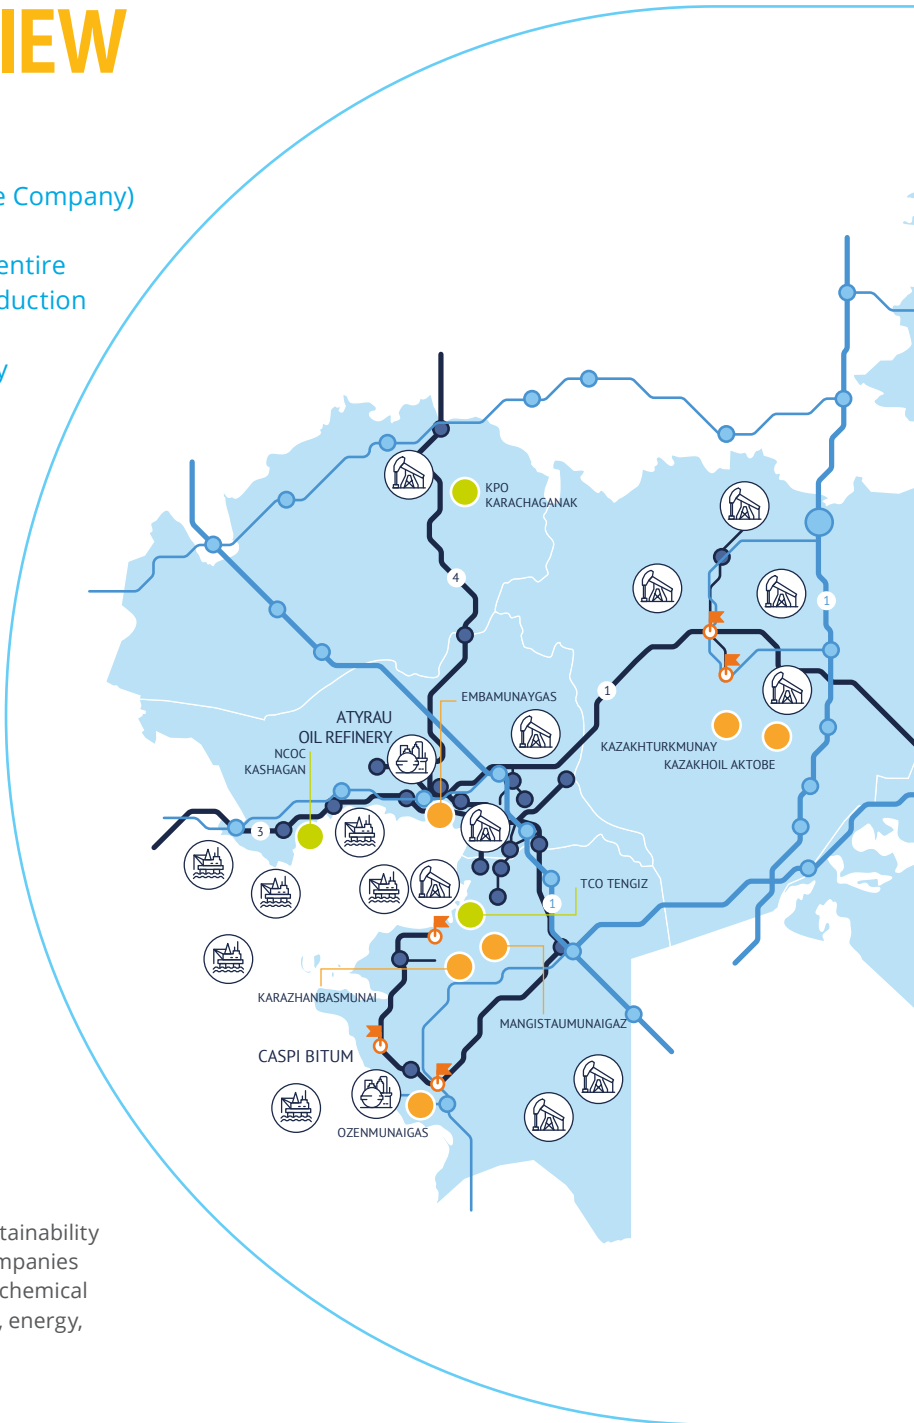 IEW
e Company)
entire
duction
y
KPO
KARACHAGANAK
4
1
1
EMBAMUNAYGAS
ATYRAU
OIL REFINERY
NCOC
KASHAGAN
KAZAKHTURKMUNAY
KAZAKHOIL AKTOBE
3
TCO TENGIZ
1
KARAZHANBASMUNAI
MANGISTAUMUNAIGAZ
CASPI BITUM
OZENMUNAIGAS
tainability
mpanies
chemical
, energy,